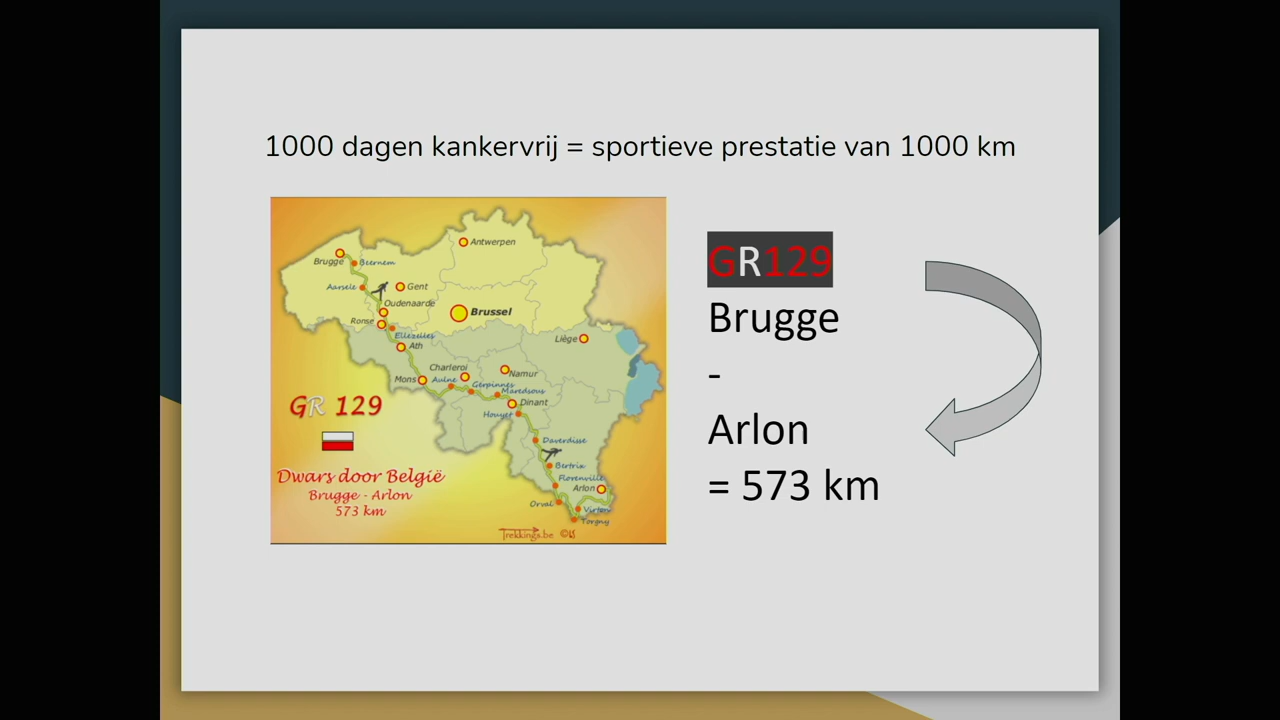 1000 dagen kankervrij = sportieve prestatie van 1000 km
Antwerpen
Brugge
Beernem
Aarsele
Gent
Oudenaarde
Brussel
Ronse
Ellezelles
Ath
Liège
Charleroi
Namur
Mons
Aulne
Gerpinnes
Maredsous
Dinant
Houyet
GR 129
Daverdisse
Bertrix
Dwars door België
Florenville
Brugge - Arlon
Arlon
573 km
Orval
Virton
Torgny
Trekkings.be
GR129
Brugge
-
Arlon
= 573 km